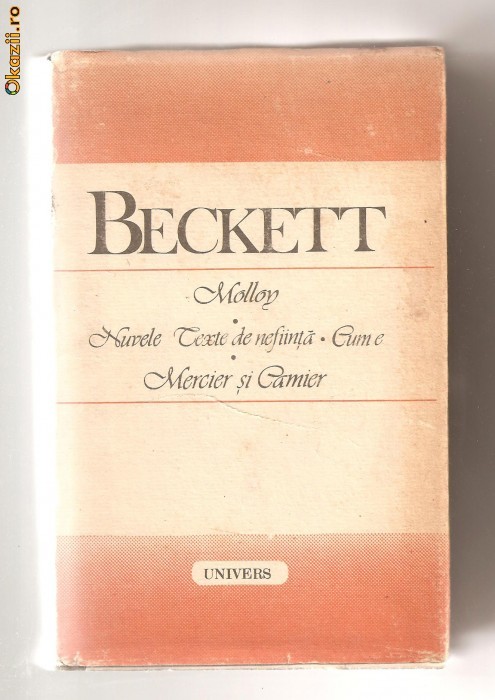 Okazii.ro
BECKETT
Molloy
Nuvele Texte de neființă • Cum e
Mercier și Camier
UNIVERS